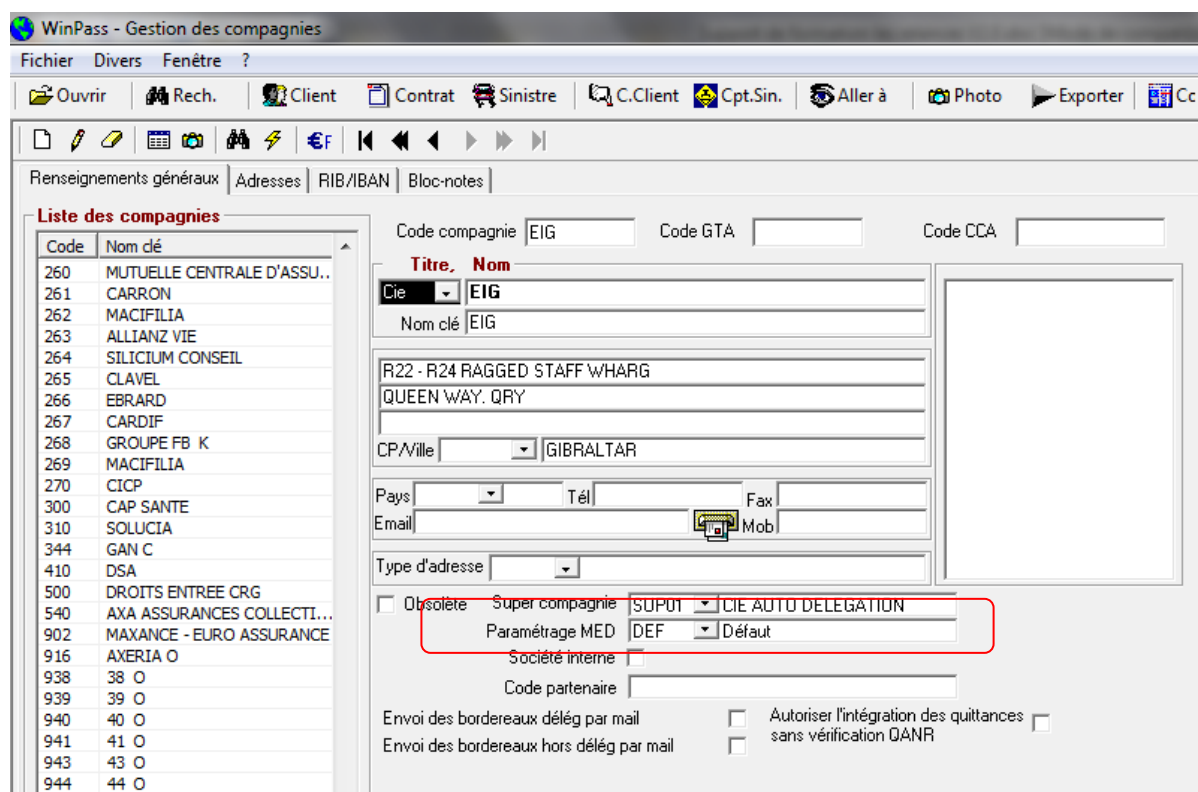 WinPass - Gestion des compagnies
Fichier Divers Fenêtre ?
Ouvrir Rech. Client Contrat Sinistre C.Client Cpt.Sin. Aller à Photo Exporter Cc
€F
Renseignements généraux Adresses RIB/IBAN Bloc-notes
Liste des compagnies
Code Nom clé
260 MUTUELLE CENTRALE D'ASSU...
261 CARRON
262 MACIFILIA
263 ALLIANZ VIE
264 SILICIUM CONSEIL
265 CLAVEL
266 EBRARD
267 CARDIF
268 GROUPE FB K
269 MACIFILIA
270 CICP
300 CAP SANTE
310 SOLUCIA
344 GAN C
410 DSA
500 DROITS ENTREE CRG
540 AXA ASSURANCES COLLECTI...
902 MAXANCE - EURO ASSURANCE
916 AXERIA O
938 38 O
939 39 O
940 40 O
941 41 O
943 43 O
944 44 O
Code compagnie EIG Code GTA Code CCA
Titre, Nom
Cie EIG
Nom clé EIG
R22 - R24 RAGGED STAFF WHARG
QUEEN WAY. QRY
CP/Ville GIBRALTAR
Pays Tél Fax
Email Mob
Type d'adresse
Obsolète Super compagnie SUP01 CIE AUTO DELEGATION
Paramétrage MED DEF Défaut
Société interne
Code partenaire
Envoi des bordereaux délég par mail
Envoi des bordereaux hors délég par mail
Autoriser l'intégration des quittances
sans vérification QANR